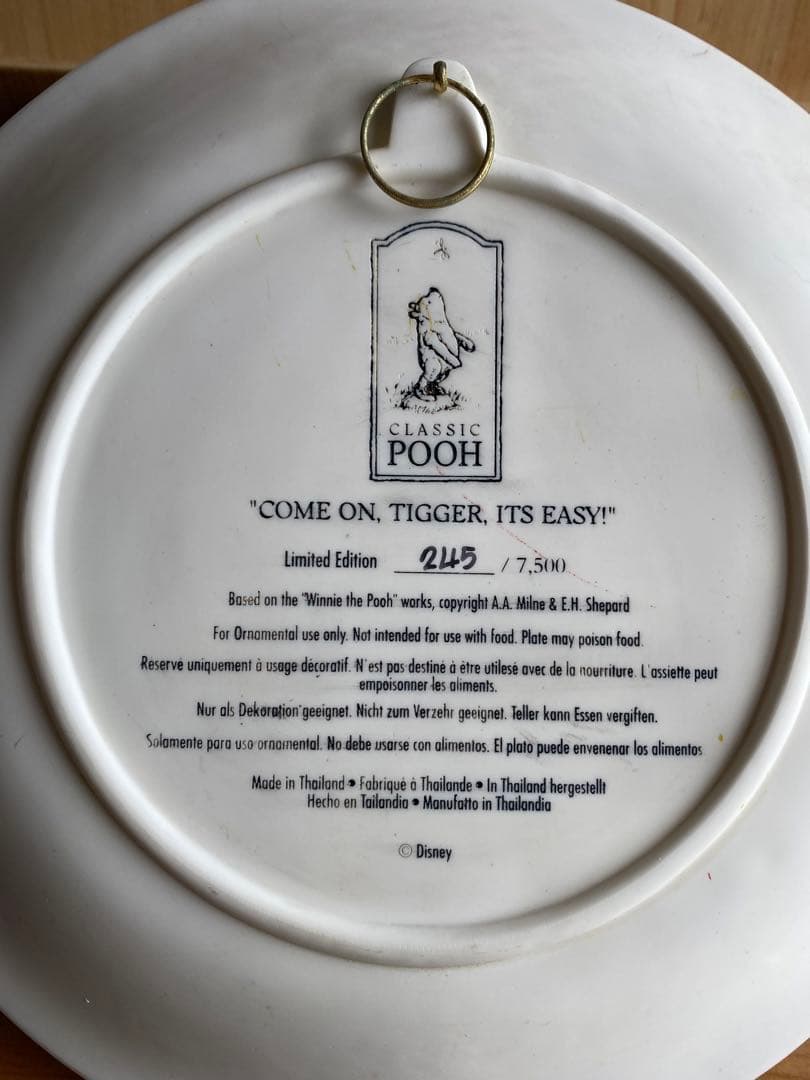 CLASSIC
POOH
"COME ON, TIGGER, ITS EASY!"
Limited Edition 245 / 7,500
Based on the "Winnie the Pooh" works, copyright A.A. Milne & E.H. Shepard
For Ornamental use only. Not intended for use with food. Plate may poison food.
Réservé uniquement à usage décoratif. N'est pas destiné à être utilesé avec de la nourriture. L'assiette peut
empoisonner les aliments.
Nur als Dekoration geeignet. Nicht zum Verzehr geeignet. Teller kann Essen vergiften.
Solamente para uso ornamental. No debe usarse con alimentos. El plato puede envenenar los alimentos
Made in Thailand • Fabriqué à Thailande • In Thailand hergestellt
Hecho en Tailandia • Manufatto in Thailandia
© Disney